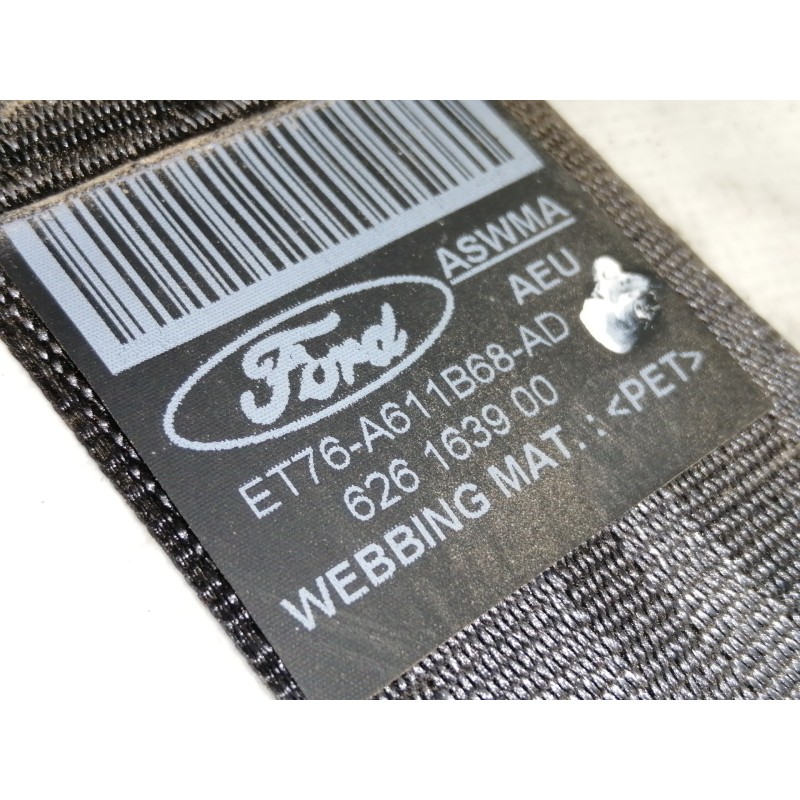 ASWMA
Ford AEU
ET76-A611B68-AD
626 1639 00
WEBBING MAT. : <PET>